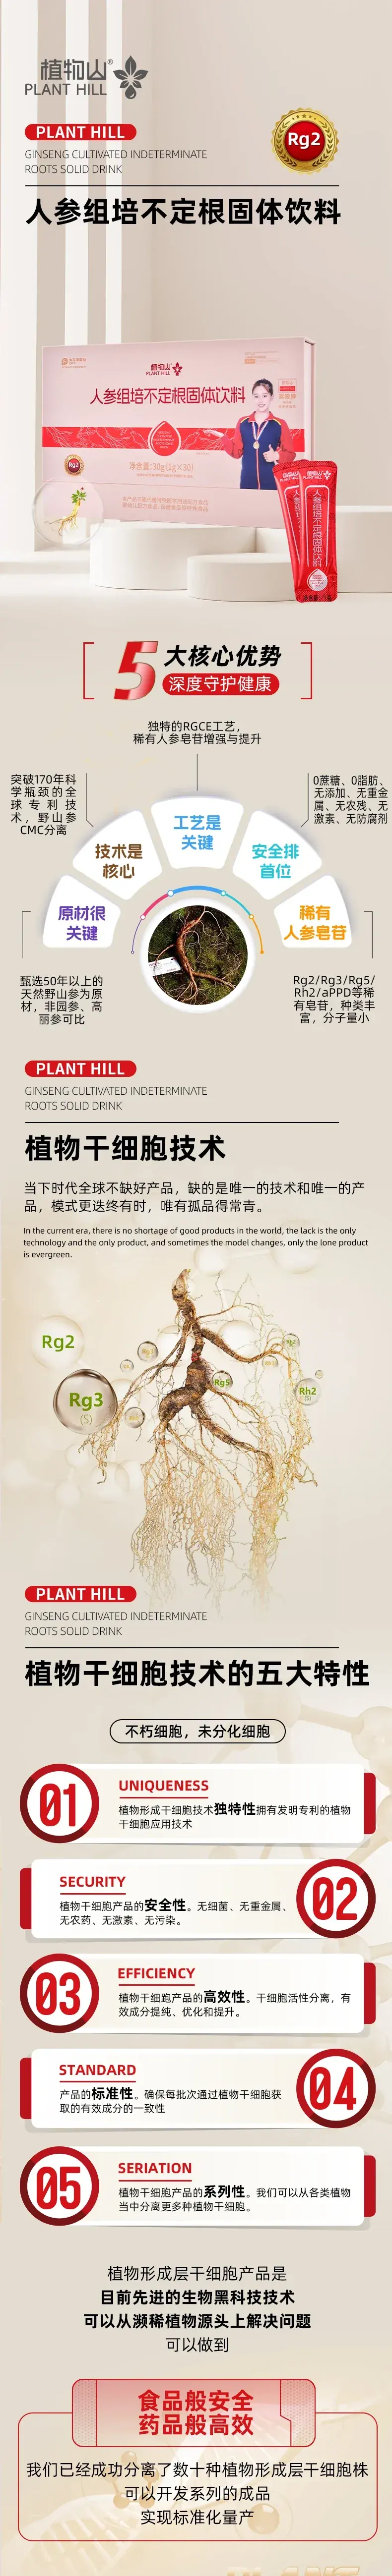 植物山®
PLANT HILL
PLANT HILL
Rg2
GINSENG CULTIVATED INDETERMINATE
ROOTS SOLID DRINK
人参组培不定根固体饮料
植物山
PLANT HILL
人参组培不定根固体饮料
Rg2
净含量:30g(1g×30)
植物山
人参组培不定根固体饮料
5大核心优势
深度守护健康
独特的RGCE工艺,
稀有人参皂苷增强与提升
突破170年科
学瓶颈的全
球专利技
术,野山参
CMC分离
0蔗糖、0脂肪、
无添加、无重金
属、无农残、无
激素、无防腐剂
工艺是
关键
技术是
核心
安全排
首位
原材很
关键
稀有
人参皂苷
甄选50年以上的
天然野山参为原
材,非园参、高
丽参可比
Rg2/Rg3/Rg5/
Rh2/aPPD等稀
有皂苷,种类丰
富,分子量小
PLANT HILL
GINSENG CULTIVATED INDETERMINATE
ROOTS SOLID DRINK
植物干细胞技术
当下时代全球不缺好产品,缺的是唯一的技术和唯一的产
品,模式更迭终有时,唯有孤品得常青。
In the current era, there is no shortage of good products in the world, the lack is the only
technology and the only product, and sometimes the model changes, only the lone product
is evergreen.
Rg2
Rg3
(S)
Rg5
Rh2
(S)
PLANT HILL
GINSENG CULTIVATED INDETERMINATE
ROOTS SOLID DRINK
植物干细胞技术的五大特性
不朽细胞,未分化细胞
01
UNIQUENESS
植物形成干细胞技术独特性拥有发明专利的植物
干细胞应用技术
SECURITY
植物干细胞产品的安全性。无细菌、无重金属、
无农药、无激素、无污染。
02
03
EFFICIENCY
植物干细跑产品的高效性。干细胞活性分离,有
效成分提纯、优化和提升。
STANDARD
产品的标准性。确保每批次通过植物干细胞获
取的有效成分的一致性
04
05
SERIATION
植物干细胞产品的系列性。我们可以从各类植物
当中分离更多种植物干细胞。
植物形成层干细胞产品是
目前先进的生物黑科技技术
可以从濒稀植物源头上解决问题
可以做到
食品般安全
药品般高效
我们已经成功分离了数十种植物形成层干细胞株
可以开发系列的成品
实现标准化量产